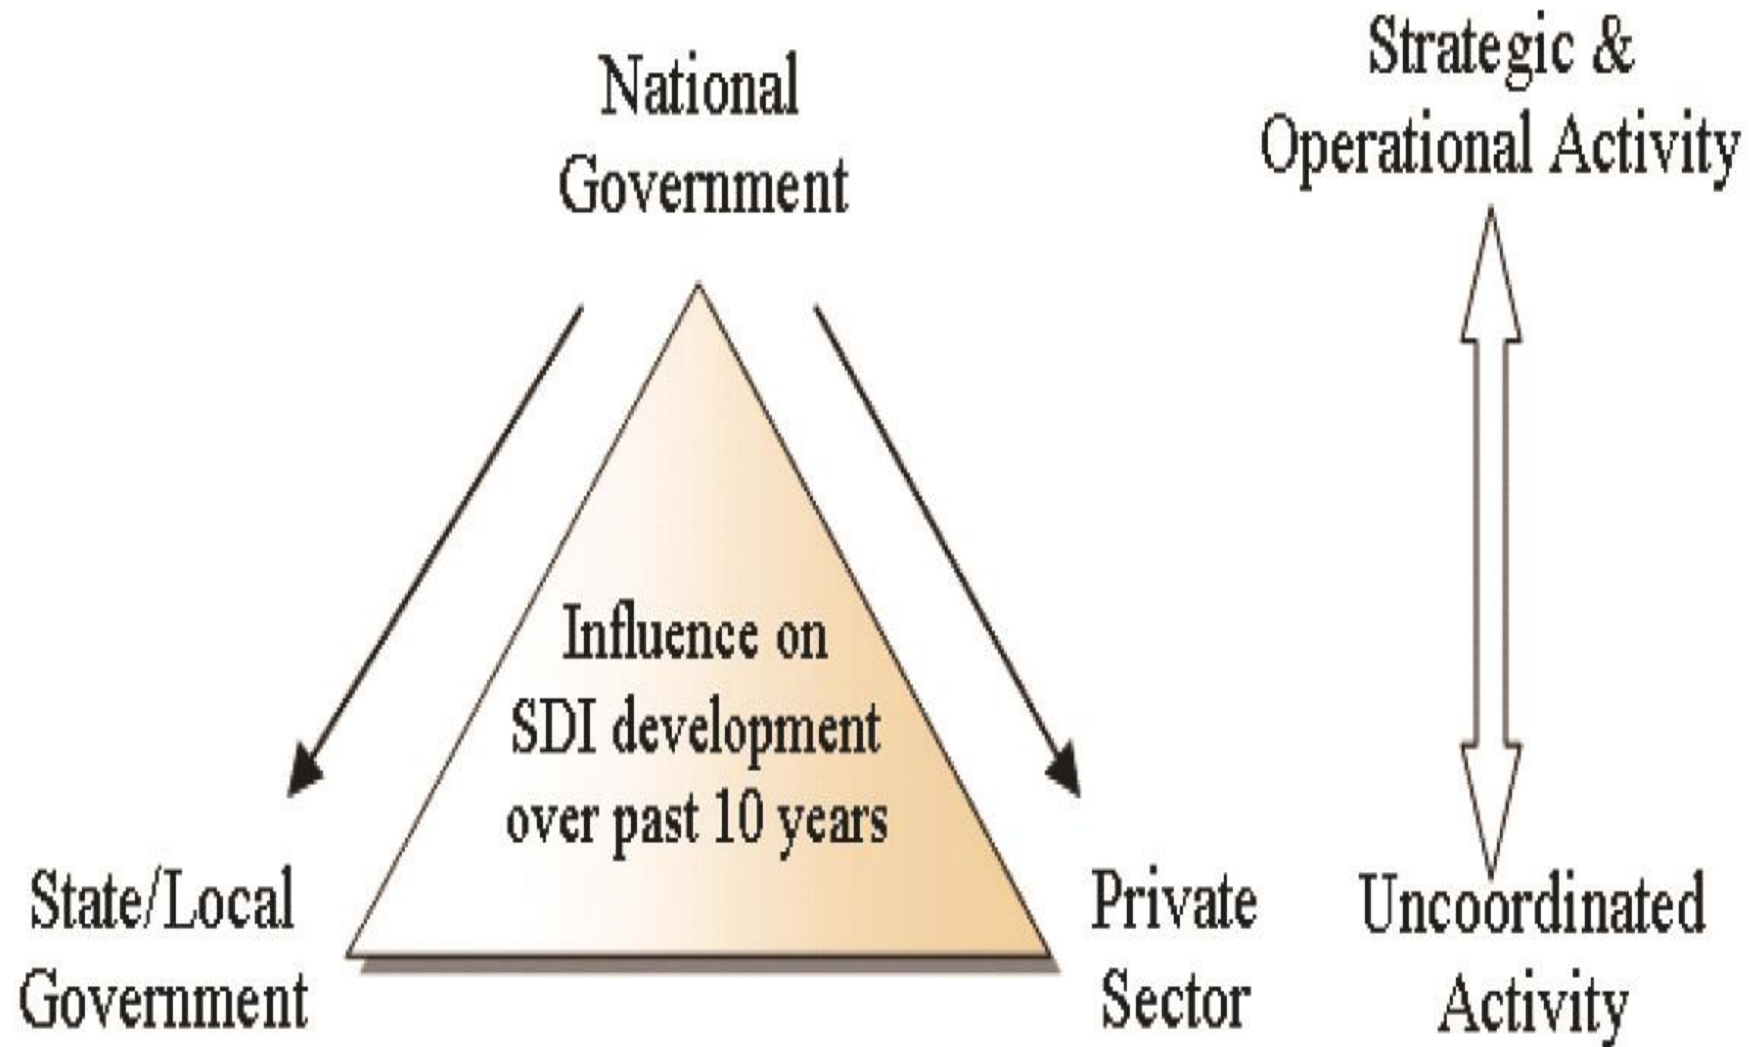 National
Government
Strategic &
Operational Activity
Influence on
SDI development
over past 10 years
State/Local
Government
Private
Sector
Uncoordinated
Activity